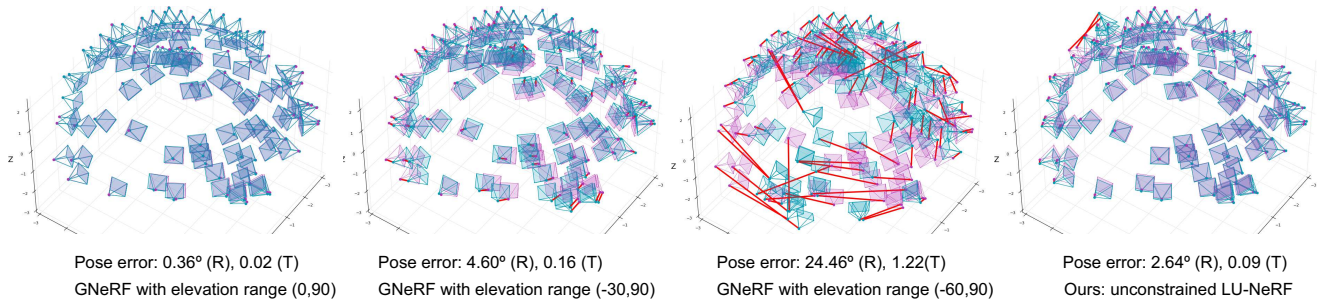 Z
Z
Z
Pose error: 0.36º (R), 0.02 (T)
GNeRF with elevation range (0,90)
Pose error: 4.60º (R), 0.16 (T)
GNeRF with elevation range (-30,90)
Pose error: 24.46º (R), 1.22(T)
GNeRF with elevation range (-60,90)
Pose error: 2.64º (R), 0.09 (T)
Ours: unconstrained LU-NeRF